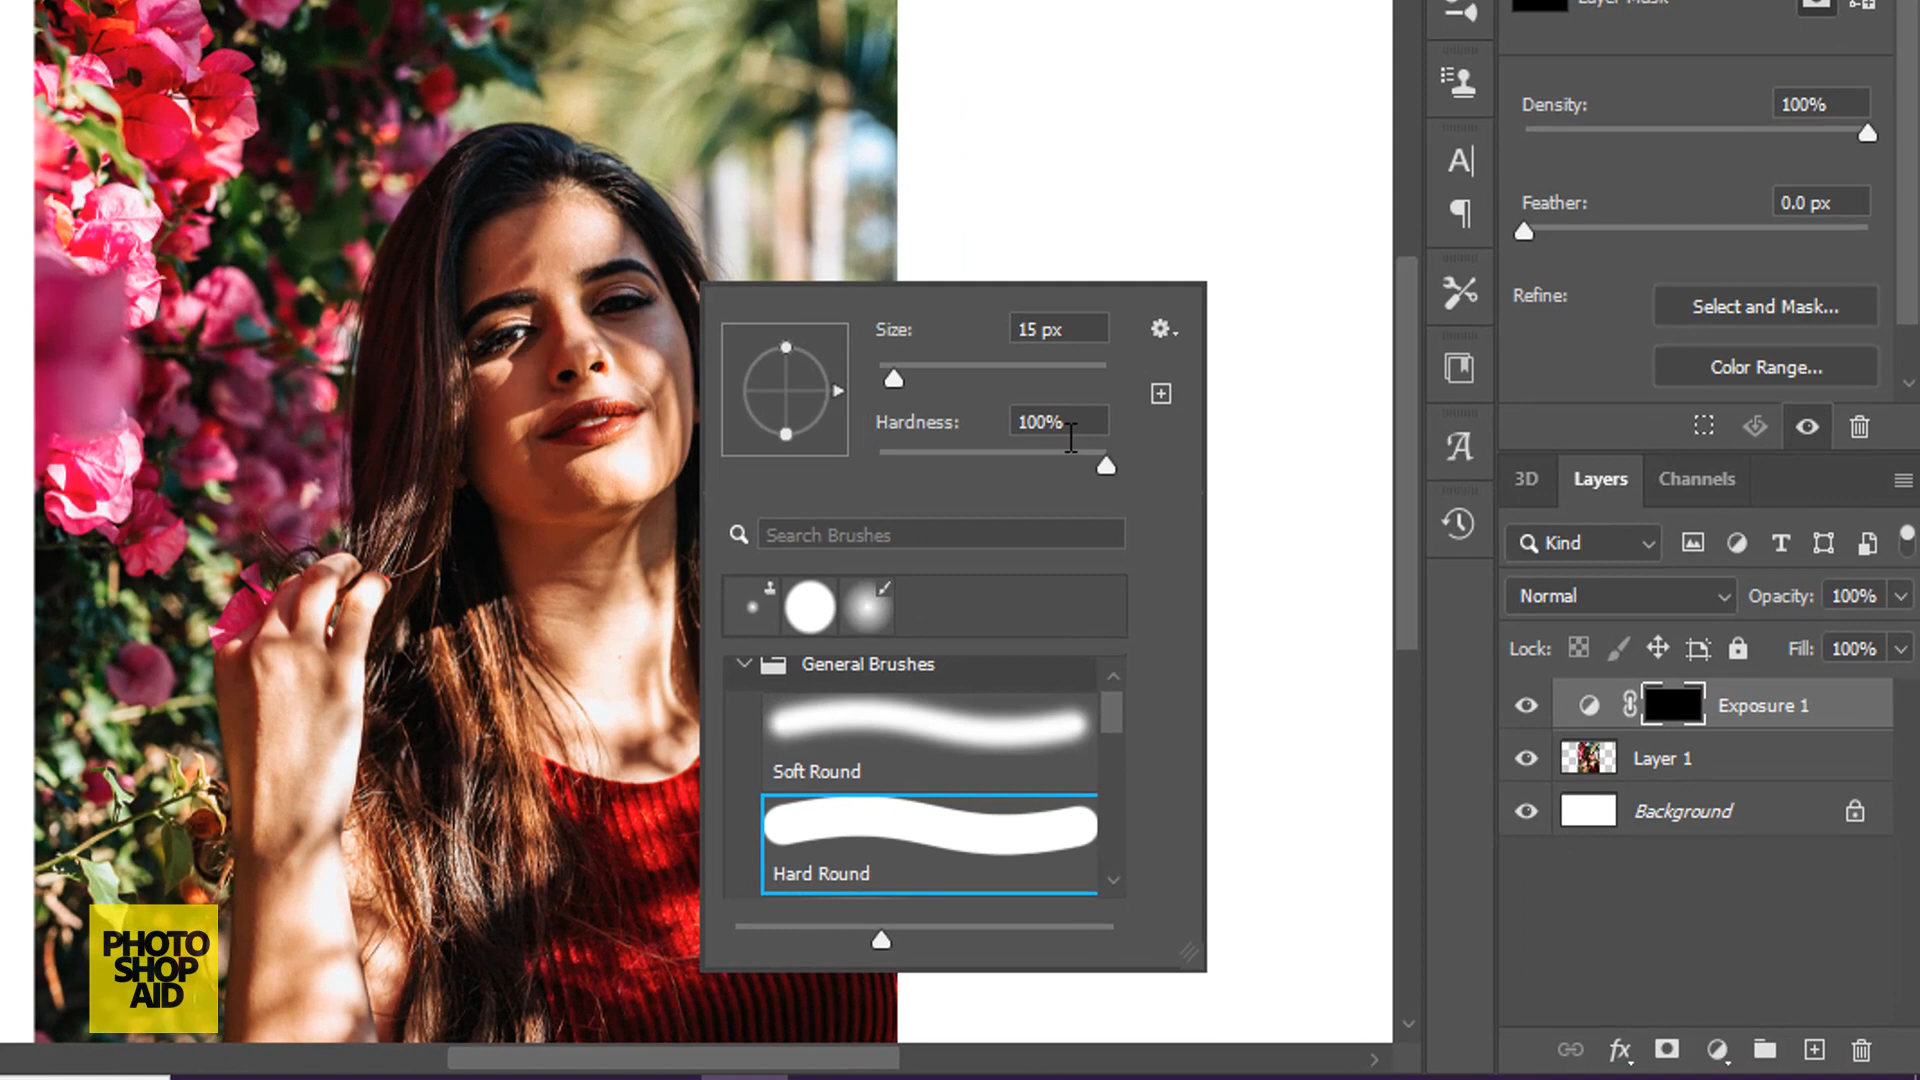 Layer Mask
Density:
100%
Feather:
0.0 px
Refine:
Select and Mask...
Color Range...
Size:
15 px
Hardness:
100%
Search Brushes
General Brushes
Soft Round
Hard Round
3D
Layers
Channels
Kind
Normal
Opacity:
100%
Lock:
Fill:
100%
Exposure 1
Layer 1
Background
fx
PHOTO
SHOP
AID